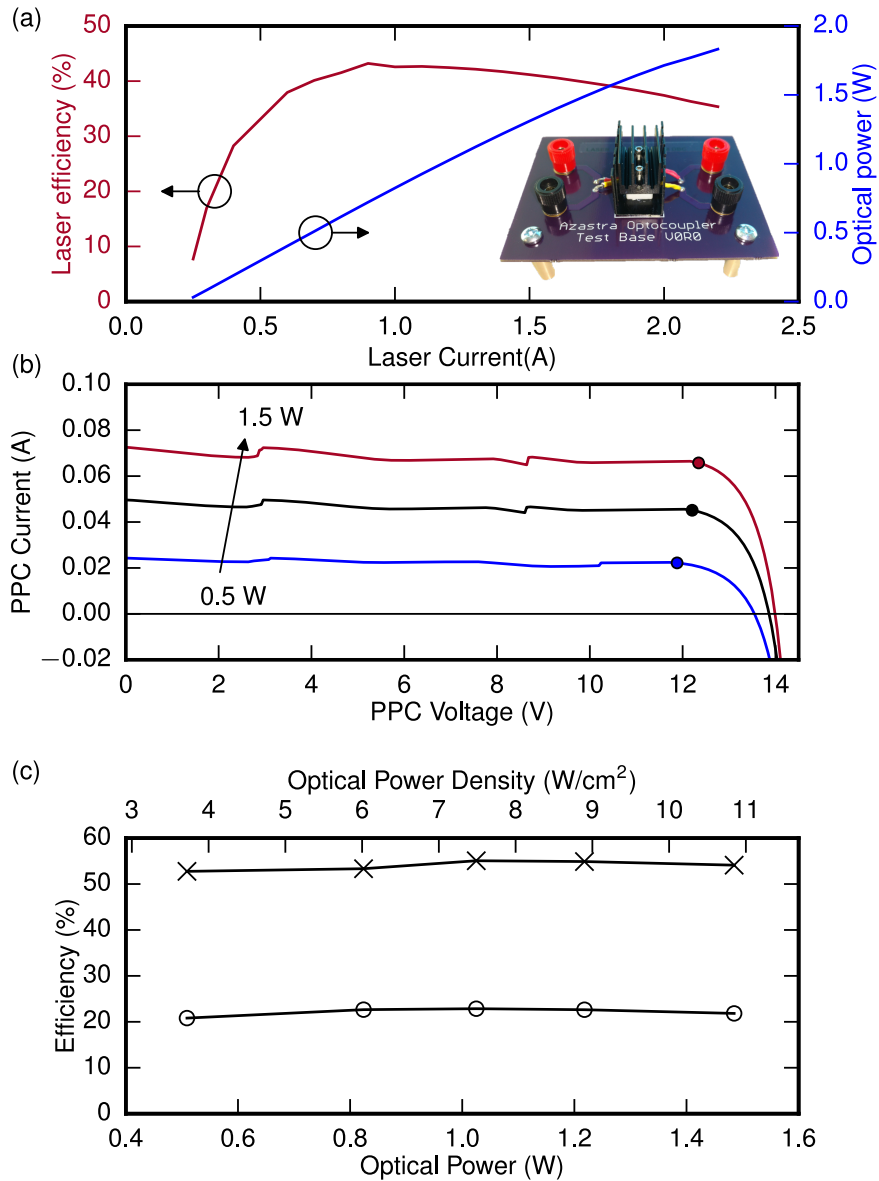 (a)
50
40
30
20
10
0
Laser efficiency (%)
2.0
1.5
1.0
0.5
0.0
Optical power (W)
Azastra Optocoupler
Test Base V0R0
0.0 0.5 1.0 1.5 2.0 2.5
Laser Current(A)
(b)
0.10
0.08
0.06
0.04
0.02
0.00
−0.02
PPC Current (A)
1.5 W
0.5 W
0 2 4 6 8 10 12 14
PPC Voltage (V)
(c)
Optical Power Density (W/cm²)
3 4 5 6 7 8 9 10 11
60
50
40
30
20
10
0
Efficiency (%)
0.4 0.6 0.8 1.0 1.2 1.4 1.6
Optical Power (W)